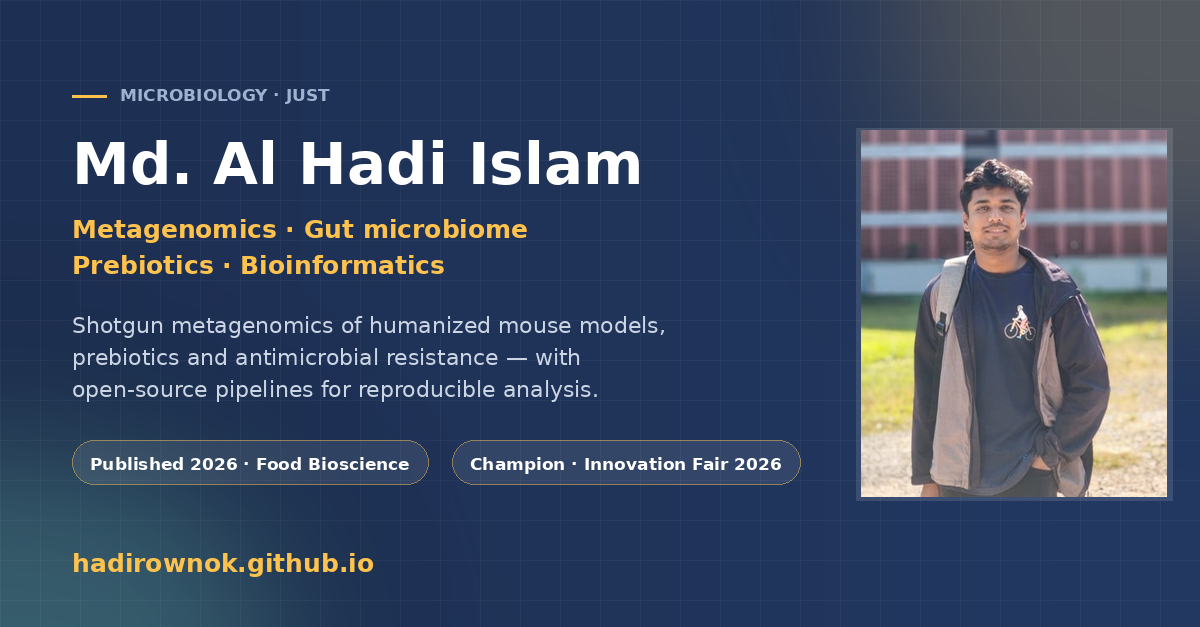 MICROBIOLOGY · JUST
Md. Al Hadi Islam
Metagenomics · Gut microbiome
Prebiotics · Bioinformatics
Shotgun metagenomics of humanized mouse models,
prebiotics and antimicrobial resistance — with
open-source pipelines for reproducible analysis.
Published 2026 · Food Bioscience
Champion · Innovation Fair 2026
hadirownok.github.io